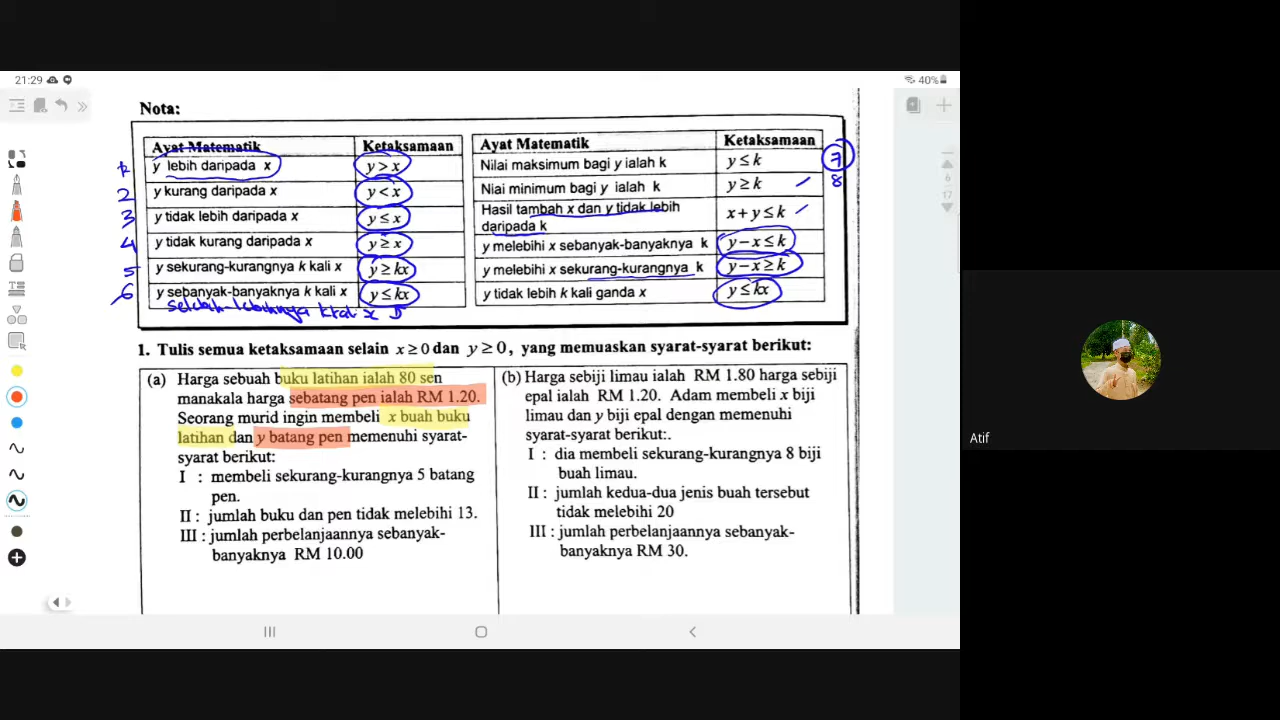 21:29
40%
Nota:
Ayat Matematik Ketaksamaan
1 y lebih daripada x y > x
2 y kurang daripada x y < x
3 y tidak lebih daripada x y ≤ x
4 y tidak kurang daripada x y ≥ x
5 y sekurang-kurangnya k kali x y ≥ kx
6 y sebanyak-banyaknya k kali x y ≤ kx
Ayat Matematik Ketaksamaan
Nilai maksimum bagi y ialah k y ≤ k 7
Niai minimum bagi y ialah k y ≥ k 8
Hasil tambah x dan y tidak lebih
daripada k x + y ≤ k
y melebihi x sebanyak-banyaknya k y − x ≤ k
y melebihi x sekurang-kurangnya k y − x ≥ k
y tidak lebih k kali ganda x y ≤ kx
1. Tulis semua ketaksamaan selain x ≥ 0 dan y ≥ 0, yang memuaskan syarat-syarat berikut:
(a) Harga sebuah buku latihan ialah 80 sen
manakala harga sebatang pen ialah RM 1.20.
Seorang murid ingin membeli x buah buku
latihan dan y batang pen memenuhi syarat-
syarat berikut:
I : membeli sekurang-kurangnya 5 batang
pen.
II : jumlah buku dan pen tidak melebihi 13.
III : jumlah perbelanjaannya sebanyak-
banyaknya RM 10.00
(b) Harga sebiji limau ialah RM 1.80 harga sebiji
epal ialah RM 1.20. Adam membeli x biji
limau dan y biji epal dengan memenuhi
syarat-syarat berikut:.
I : dia membeli sekurang-kurangnya 8 biji
buah limau.
II : jumlah kedua-dua jenis buah tersebut
tidak melebihi 20
III : jumlah perbelanjaannya sebanyak-
banyaknya RM 30.
6
17
Atif